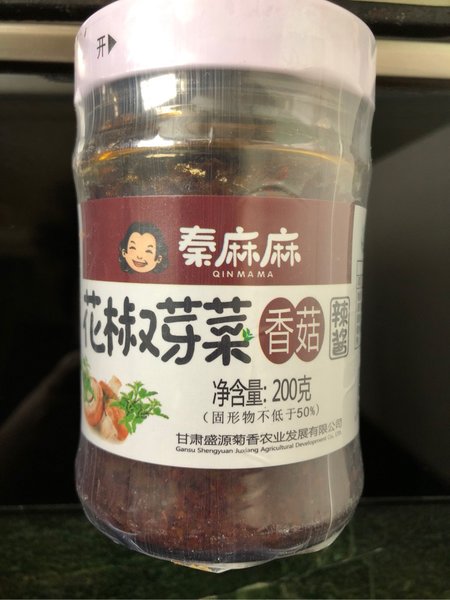 开▶
秦麻麻
QINMAMA
花椒芽菜 香菇 辣酱
净含量: 200克
(固形物不低于50%)
甘肃盛源菊香农业发展有限公司
Gansu Shengyuan Juxiang Agricultural Development Co., Ltd.